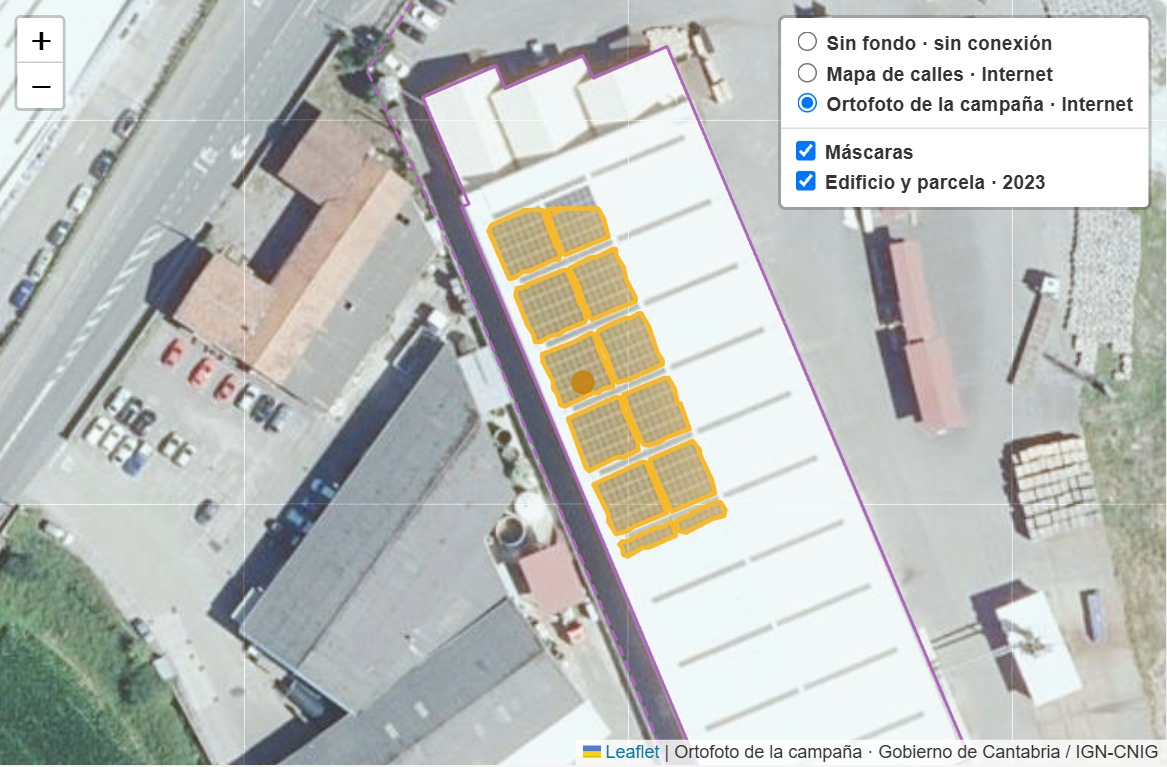 +
−
Sin fondo · sin conexión
Mapa de calles · Internet
Ortofoto de la campaña · Internet
Máscaras
Edificio y parcela · 2023
Leaflet | Ortofoto de la campaña · Gobierno de Cantabria / IGN-CNIG